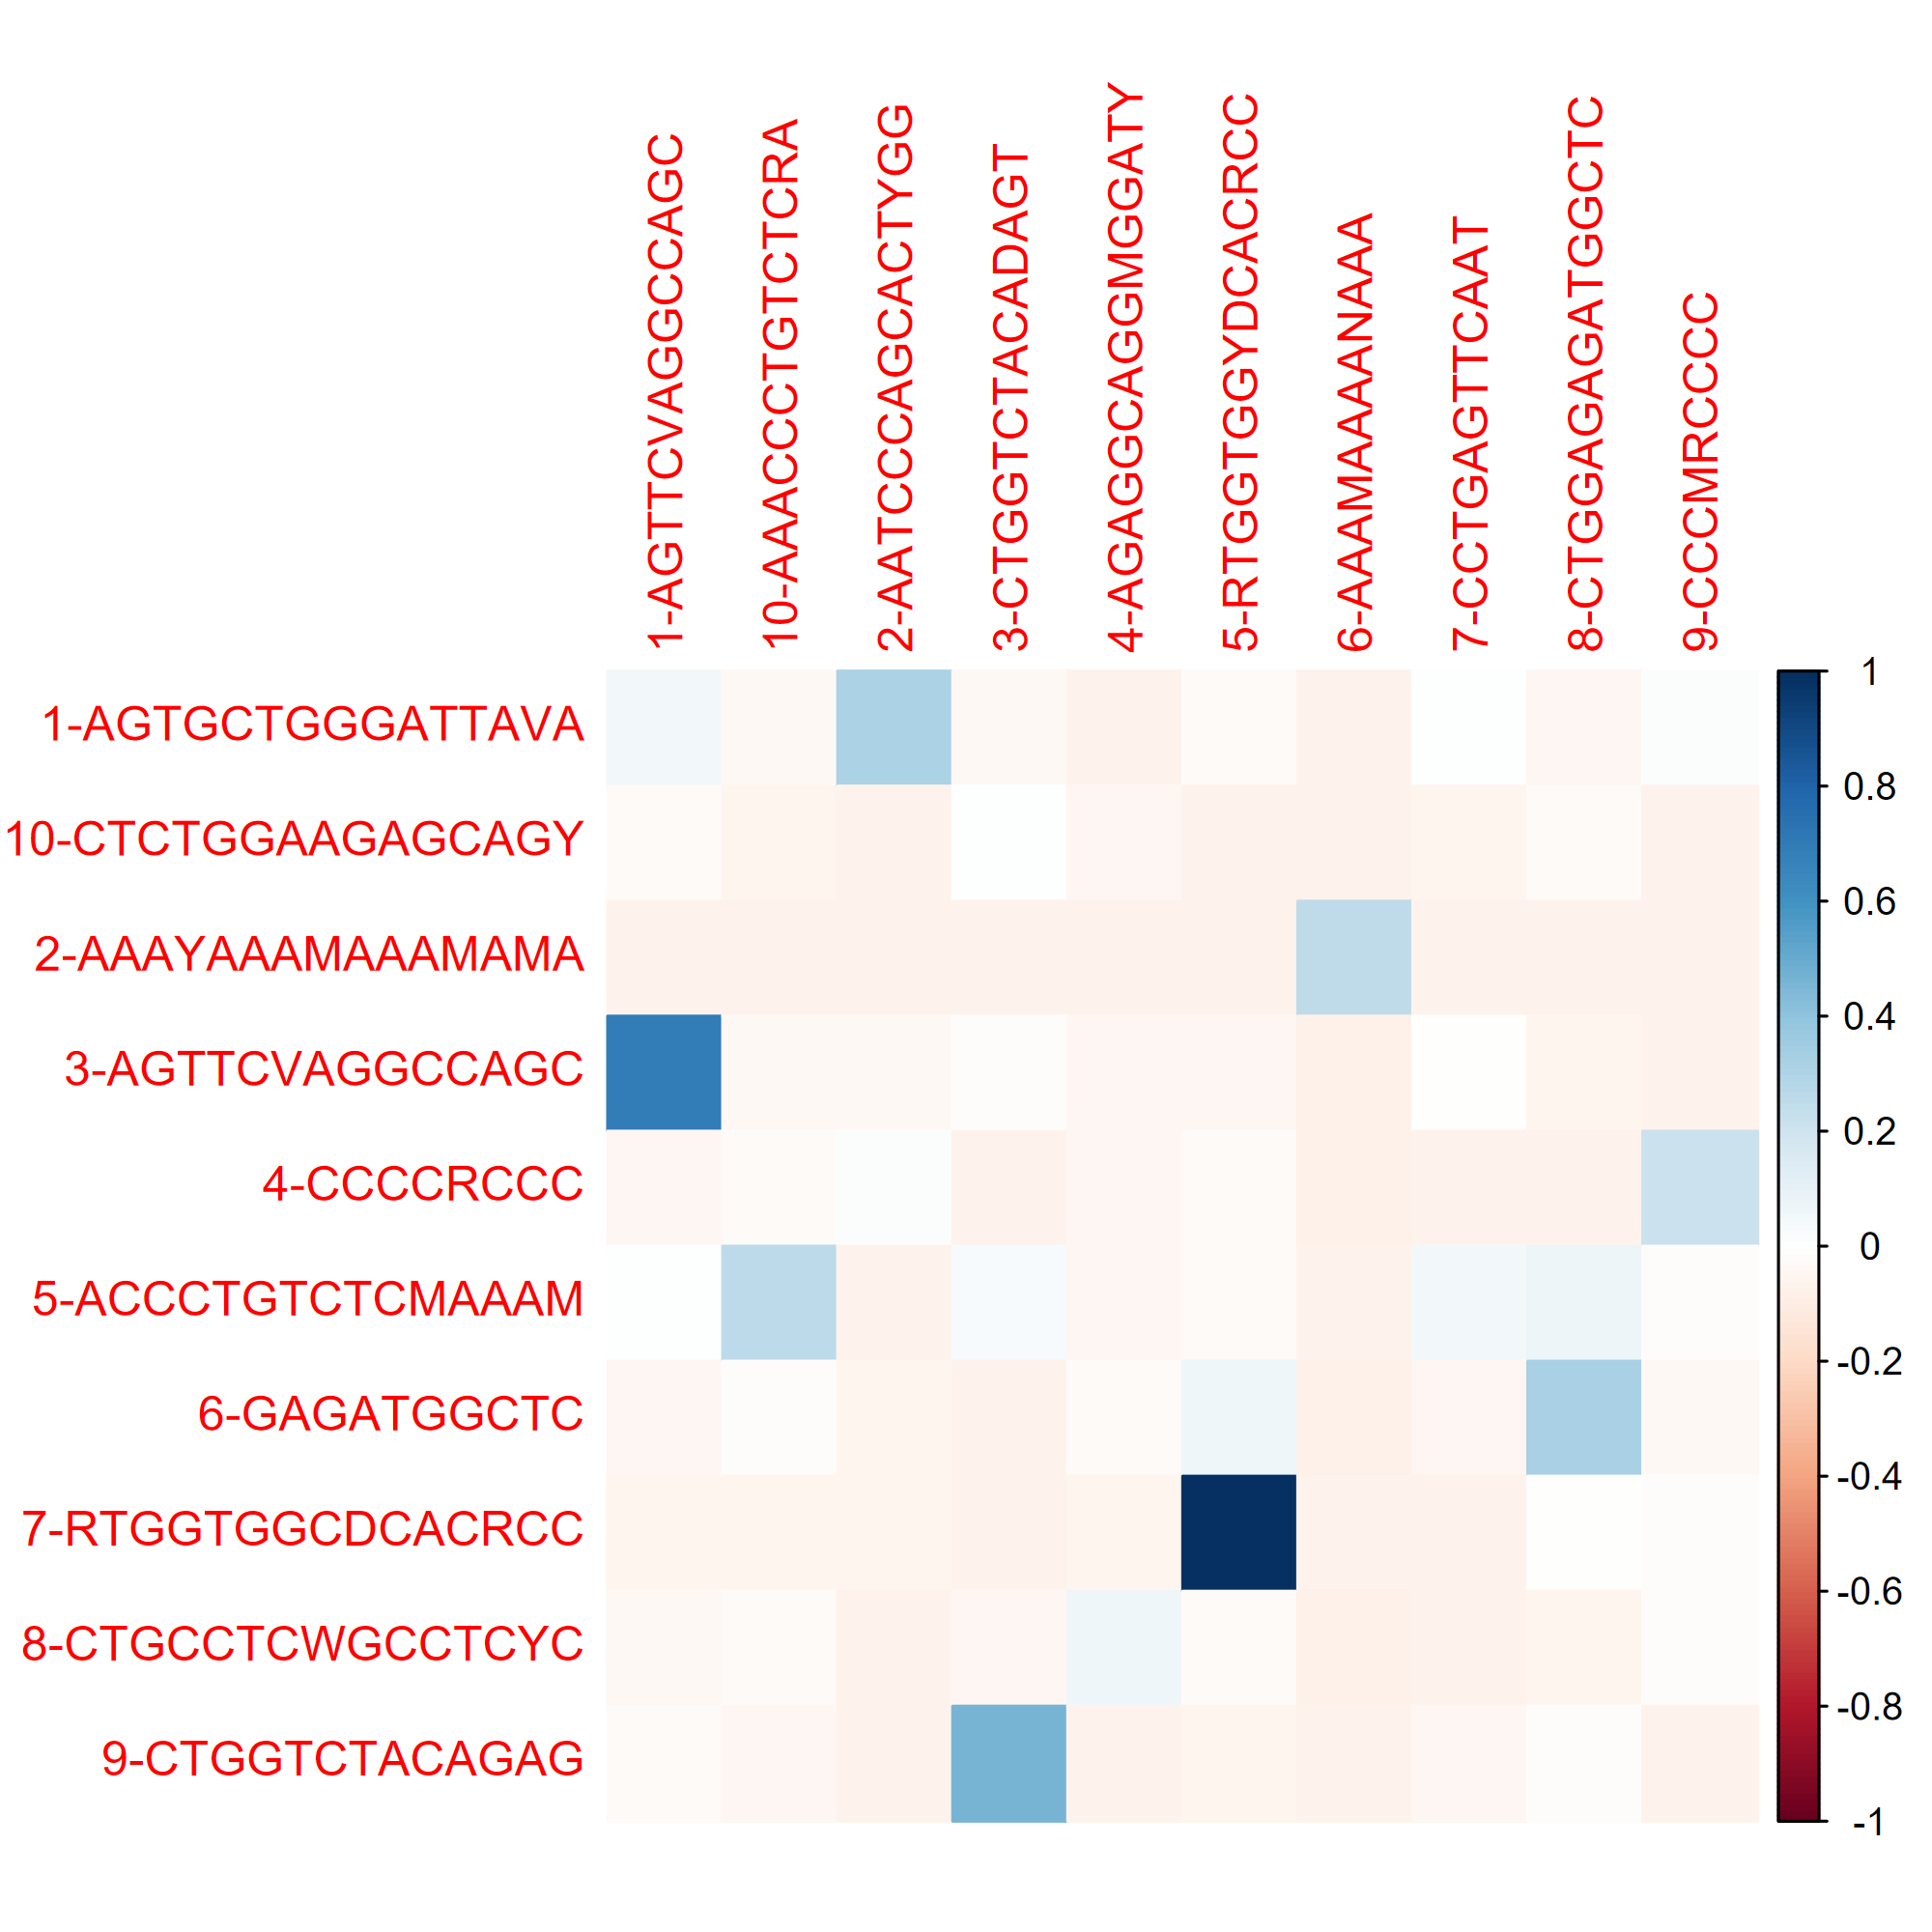 1-AGTTCVAGGCCAGC
10-AAACCCTGTCTCRA
2-AATCCCAGCACTYGG
3-CTGGTCTACADAGT
4-AGAGGCAGGMGGATY
5-RTGGTGGYDCACRCC
6-AAAMAAAAANAAA
7-CCTGAGTTCAAT
8-CTGGAGAGATGGCTC
9-CCCMRCCCC
1-AGTGCTGGGATTAVA
10-CTCTGGAAGAGCAGY
2-AAAYAAAMAAAMAMA
3-AGTTCVAGGCCAGC
4-CCCCRCCC
5-ACCCTGTCTCMAAAM
6-GAGATGGCTC
7-RTGGTGGCDCACRCC
8-CTGCCTCWGCCTCYC
9-CTGGTCTACAGAG
1
0.8
0.6
0.4
0.2
0
-0.2
-0.4
-0.6
-0.8
-1